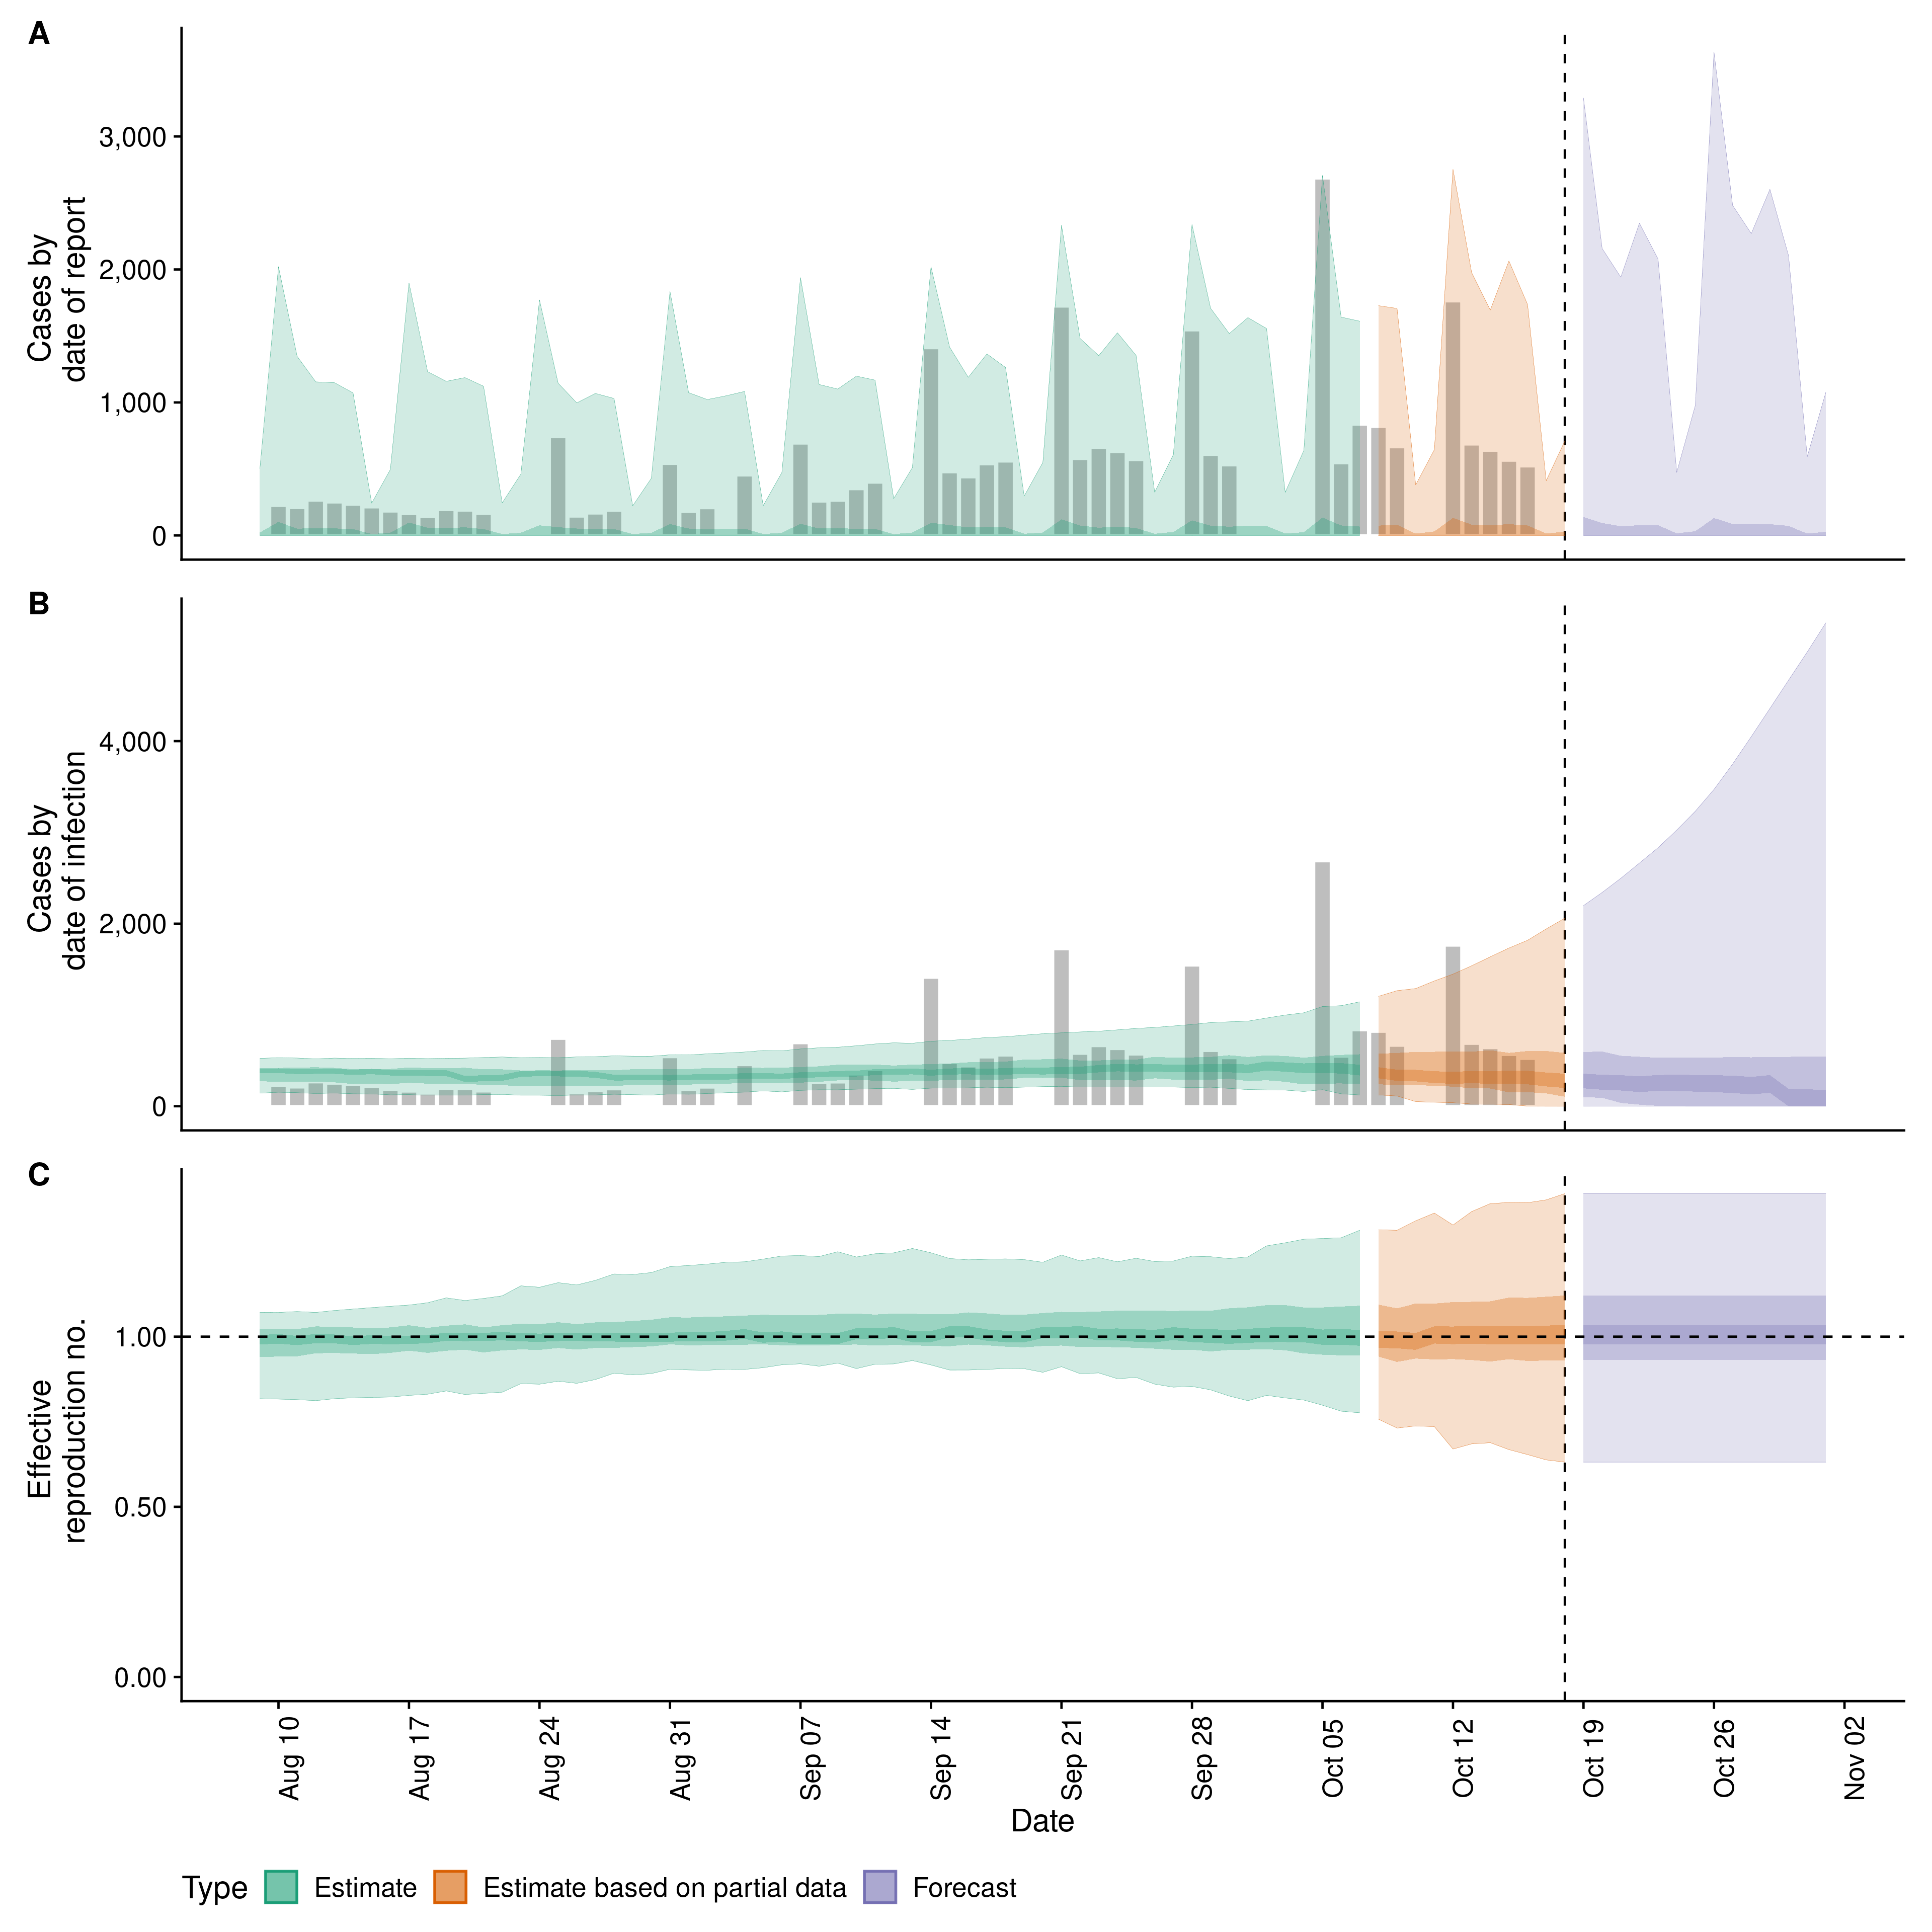 A
Cases by
date of report
3,000
2,000
1,000
0
B
Cases by
date of infection
4,000
2,000
0
C
Effective
reproduction no.
1.00
0.50
0.00
Aug 10
Aug 17
Aug 24
Aug 31
Sep 07
Sep 14
Sep 21
Sep 28
Oct 05
Oct 12
Oct 19
Oct 26
Nov 02
Date
Type Estimate Estimate based on partial data Forecast